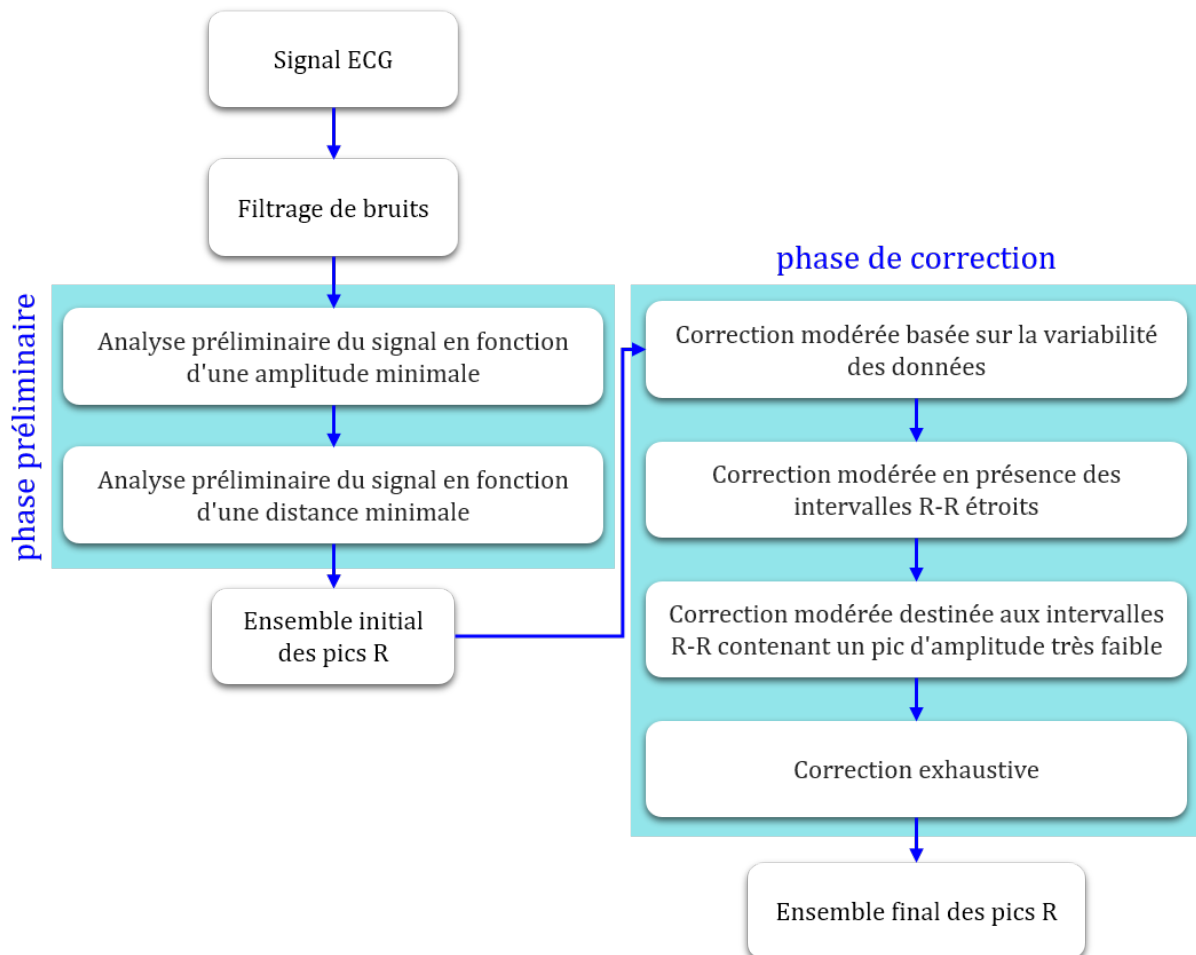 Signal ECG
Filtrage de bruits
phase préliminaire
Analyse préliminaire du signal en fonction
d'une amplitude minimale
Analyse préliminaire du signal en fonction
d'une distance minimale
Ensemble initial
des pics R
phase de correction
Correction modérée basée sur la variabilité
des données
Correction modérée en présence des
intervalles R-R étroits
Correction modérée destinée aux intervalles
R-R contenant un pic d'amplitude très faible
Correction exhaustive
Ensemble final des pics R